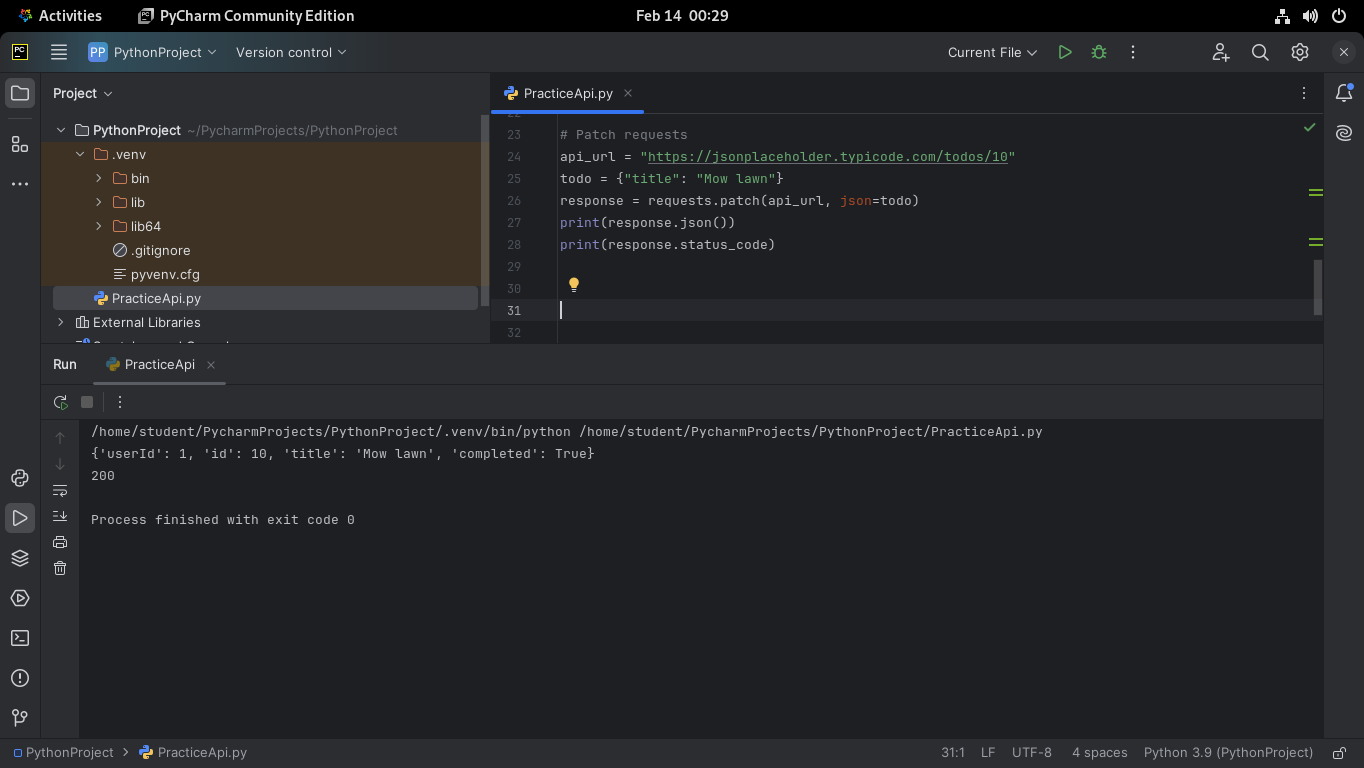 Activities PyCharm Community Edition Feb 14 00:29
PC PP PythonProject Version control Current File
Project
PythonProject ~/PycharmProjects/PythonProject
.venv
bin
lib
lib64
.gitignore
pyvenv.cfg
PracticeApi.py
External Libraries
PracticeApi.py
22
23 # Patch requests
24 api_url = "https://jsonplaceholder.typicode.com/todos/10"
25 todo = {"title": "Mow lawn"}
26 response = requests.patch(api_url, json=todo)
27 print(response.json())
28 print(response.status_code)
29
30
31
32
Run PracticeApi
/home/student/PycharmProjects/PythonProject/.venv/bin/python /home/student/PycharmProjects/PythonProject/PracticeApi.py
{'userId': 1, 'id': 10, 'title': 'Mow lawn', 'completed': True}
200
Process finished with exit code 0
PythonProject PracticeApi.py 31:1 LF UTF-8 4 spaces Python 3.9 (PythonProject)